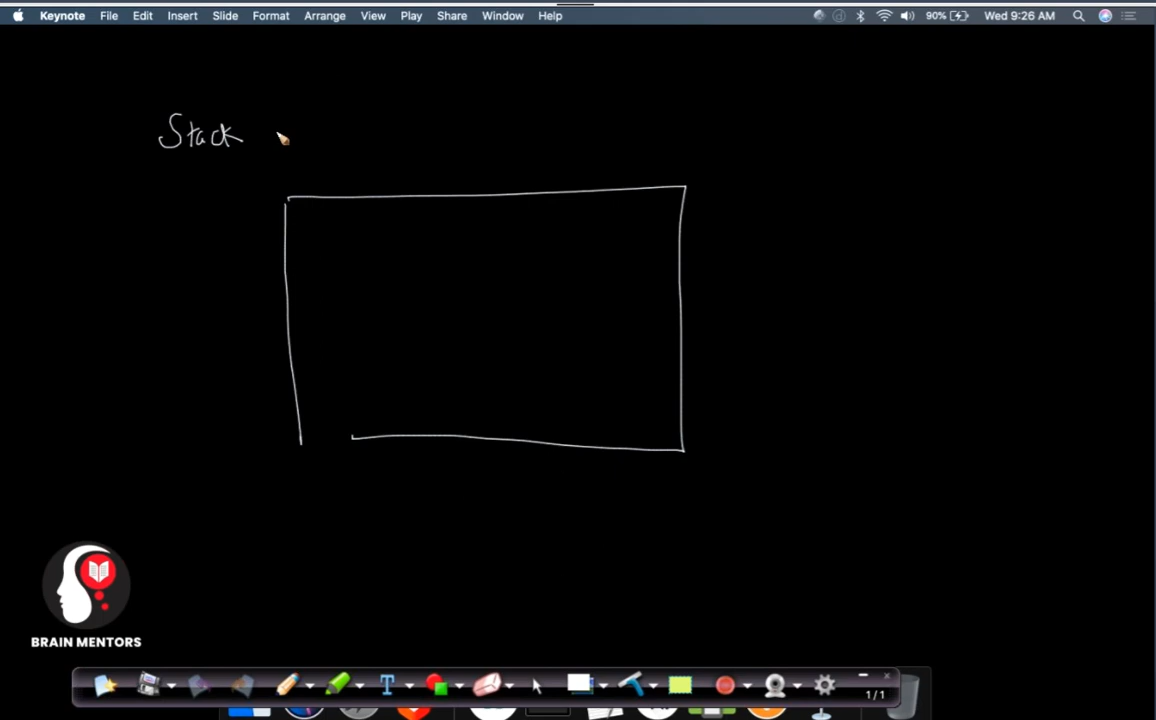 Keynote File Edit Insert Slide Format Arrange View Play Share Window Help 90% Wed 9:26 AM
Stack
BRAIN MENTORS
T
1/1